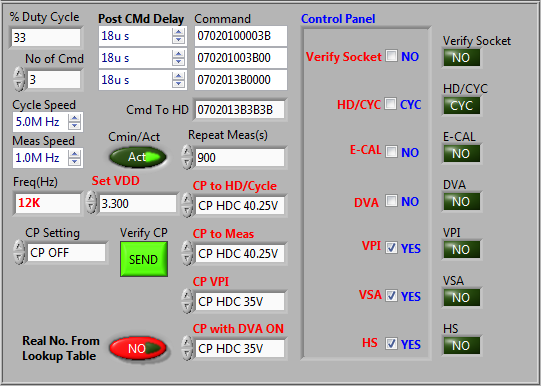 % Duty Cycle
33
No of Cmd
3
Cycle Speed
5.0M Hz
Meas Speed
1.0M Hz
Freq(Hz)
12K
Set VDD
3.300
CP Setting
CP OFF
Verify CP
SEND
Real No. From
Lookup Table
NO
Post CMd Delay
18u s
18u s
18u s
Command
07020100003B
070201003B00
0702013B0000
Cmd To HD
0702013B3B3B
Cmin/Act
Act
Repeat Meas(s)
900
CP to HD/Cycle
CP HDC 40.25V
CP to Meas
CP HDC 40.25V
CP VPI
CP HDC 35V
CP with DVA ON
CP HDC 35V
Control Panel
Verify Socket NO
HD/CYC CYC
E-CAL NO
DVA NO
VPI YES
VSA YES
HS YES
Verify Socket
NO
HD/CYC
CYC
E-CAL
NO
DVA
NO
VPI
NO
VSA
NO
HS
NO